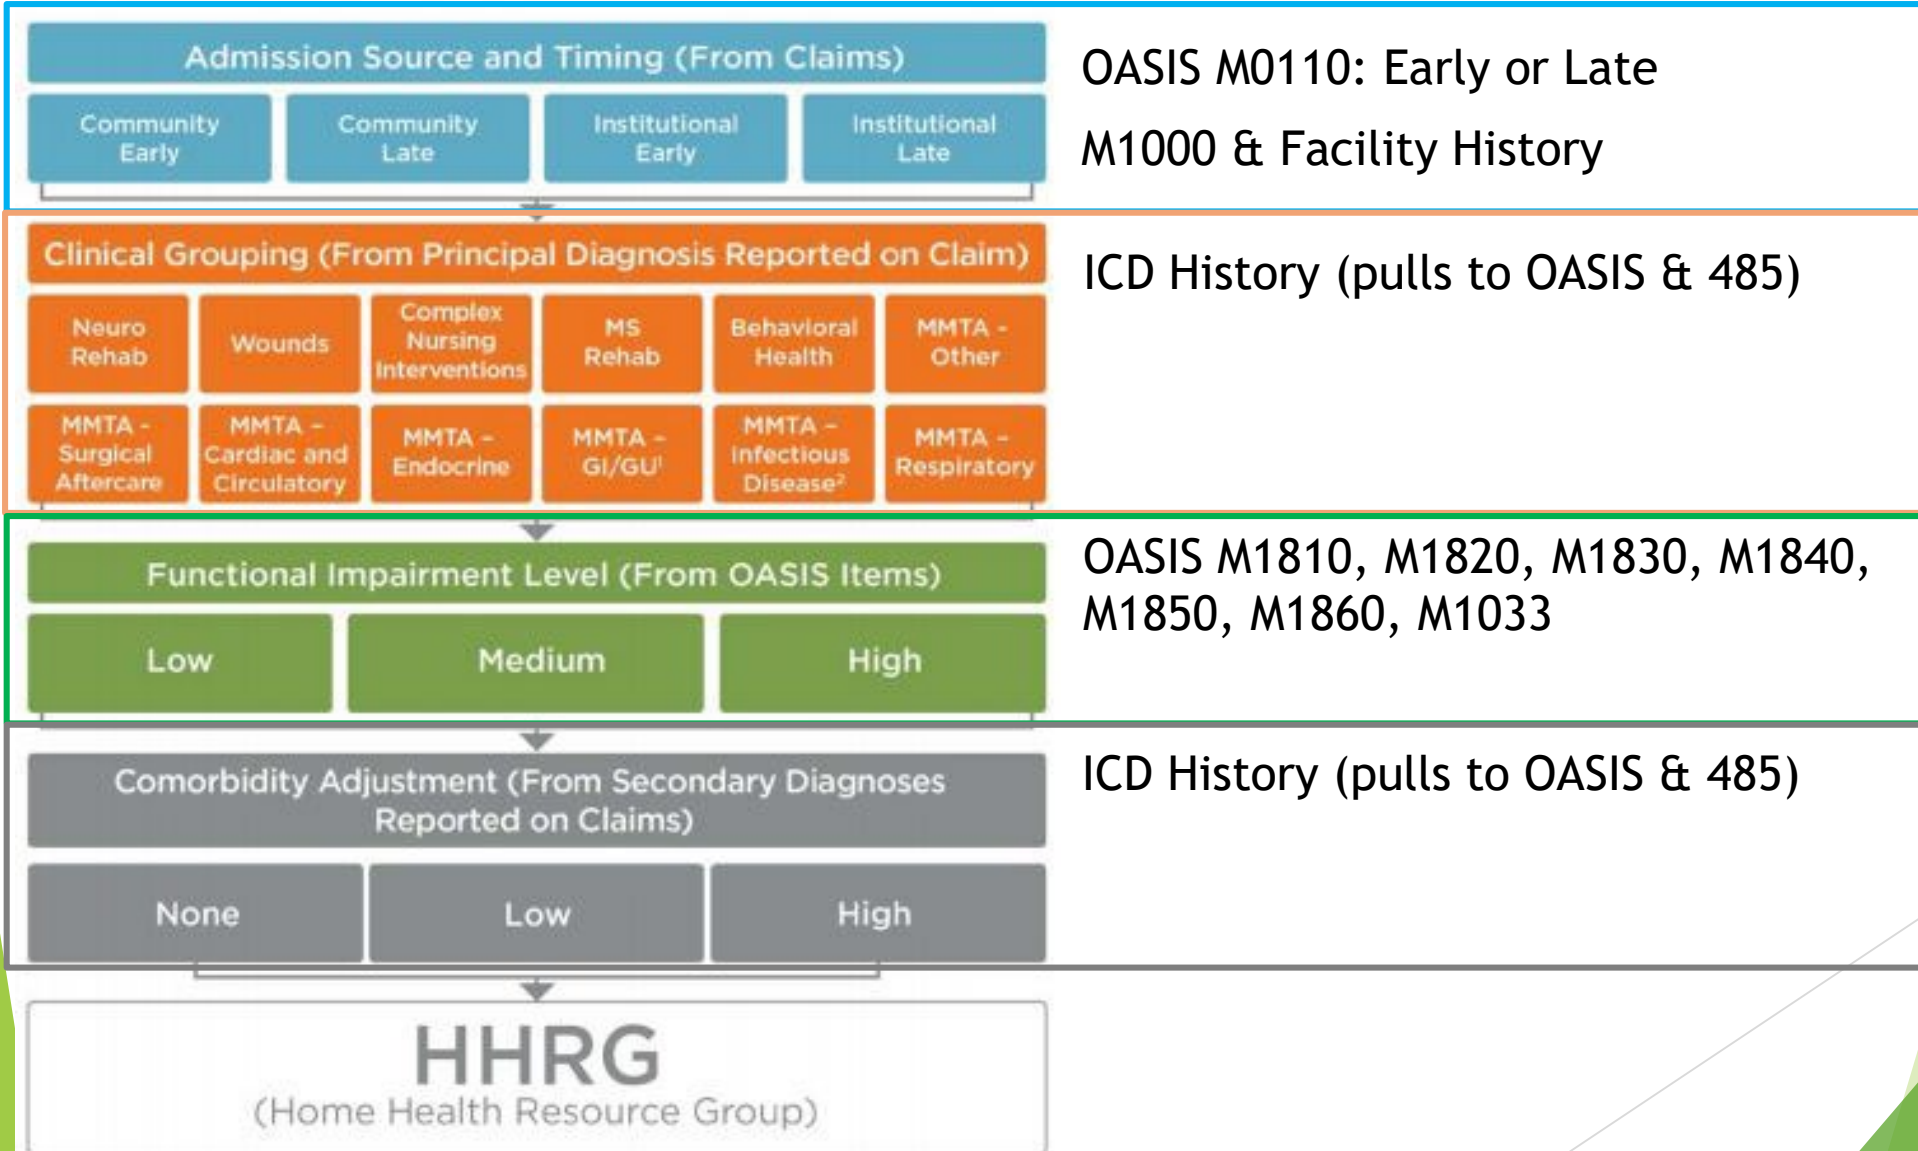 Admission Source and Timing (From Claims)
Community
Early
Community
Late
Institutional
Early
Institutional
Late
OASIS M0110: Early or Late
M1000 & Facility History
Clinical Grouping (From Principal Diagnosis Reported on Claim)
Neuro
Rehab
Wounds
Complex
Nursing
Interventions
MS
Rehab
Behavioral
Health
MMTA -
Other
MMTA -
Surgical
Aftercare
MMTA –
Cardiac and
Circulatory
MMTA –
Endocrine
MMTA –
GI/GU¹
MMTA –
Infectious
Disease²
MMTA –
Respiratory
ICD History (pulls to OASIS & 485)
Functional Impairment Level (From OASIS Items)
Low
Medium
High
OASIS M1810, M1820, M1830, M1840,
M1850, M1860, M1033
Comorbidity Adjustment (From Secondary Diagnoses
Reported on Claims)
None
Low
High
ICD History (pulls to OASIS & 485)
HHRG
(Home Health Resource Group)